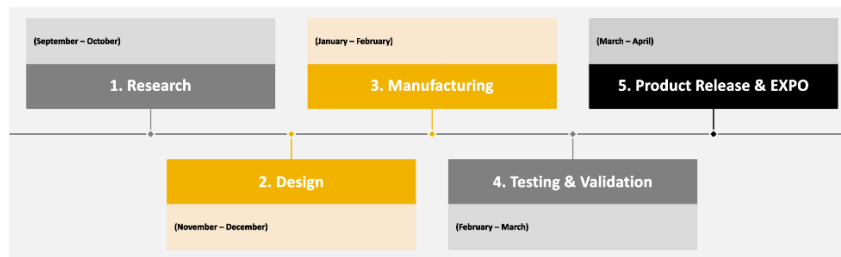 (September – October)
1. Research
2. Design
(November – December)
(January – February)
3. Manufacturing
4. Testing & Validation
(February – March)
(March – April)
5. Product Release & EXPO